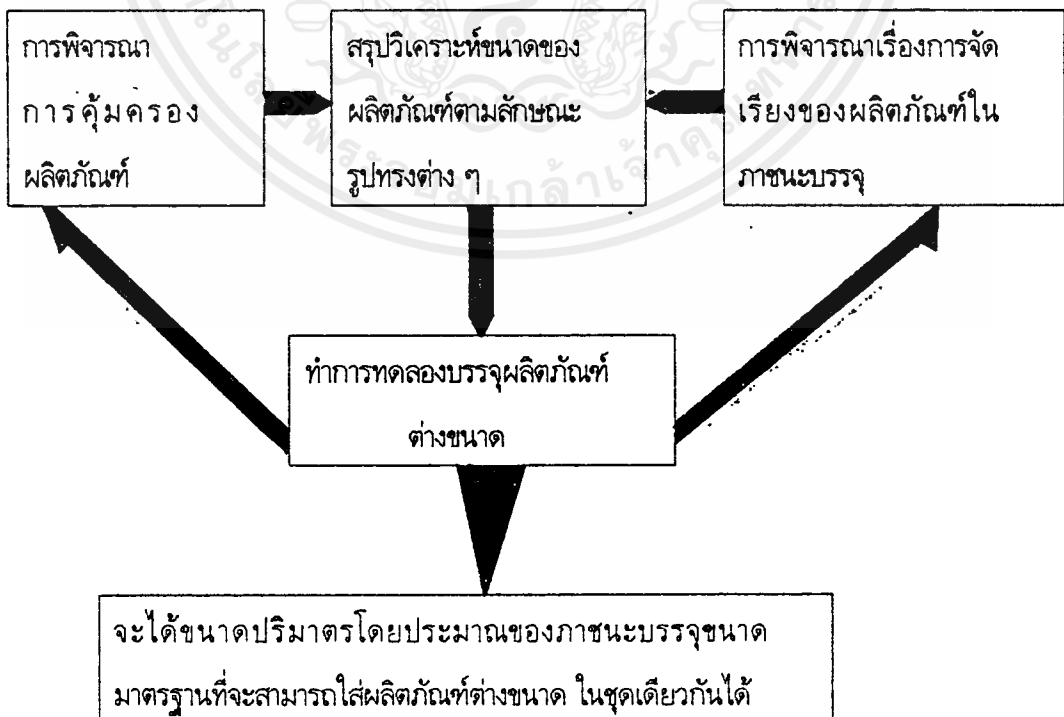 การพิจารณา
การคุ้มครอง
ผลิตภัณฑ์
สรุปวิเคราะห์ขนาดของ
ผลิตภัณฑ์ตามลักษณะ
รูปทรงต่าง ๆ
การพิจารณาเรื่องการจัด
เรียงของผลิตภัณฑ์ใน
ภาชนะบรรจุ
ทำการทดลองบรรจุผลิตภัณฑ์
ต่างขนาด
จะได้ขนาดปริมาตรโดยประมาณของภาชนะบรรจุขนาด
มาตรฐานที่จะสามารถใส่ผลิตภัณฑ์ต่างขนาด ในชุดเดียวกันได้